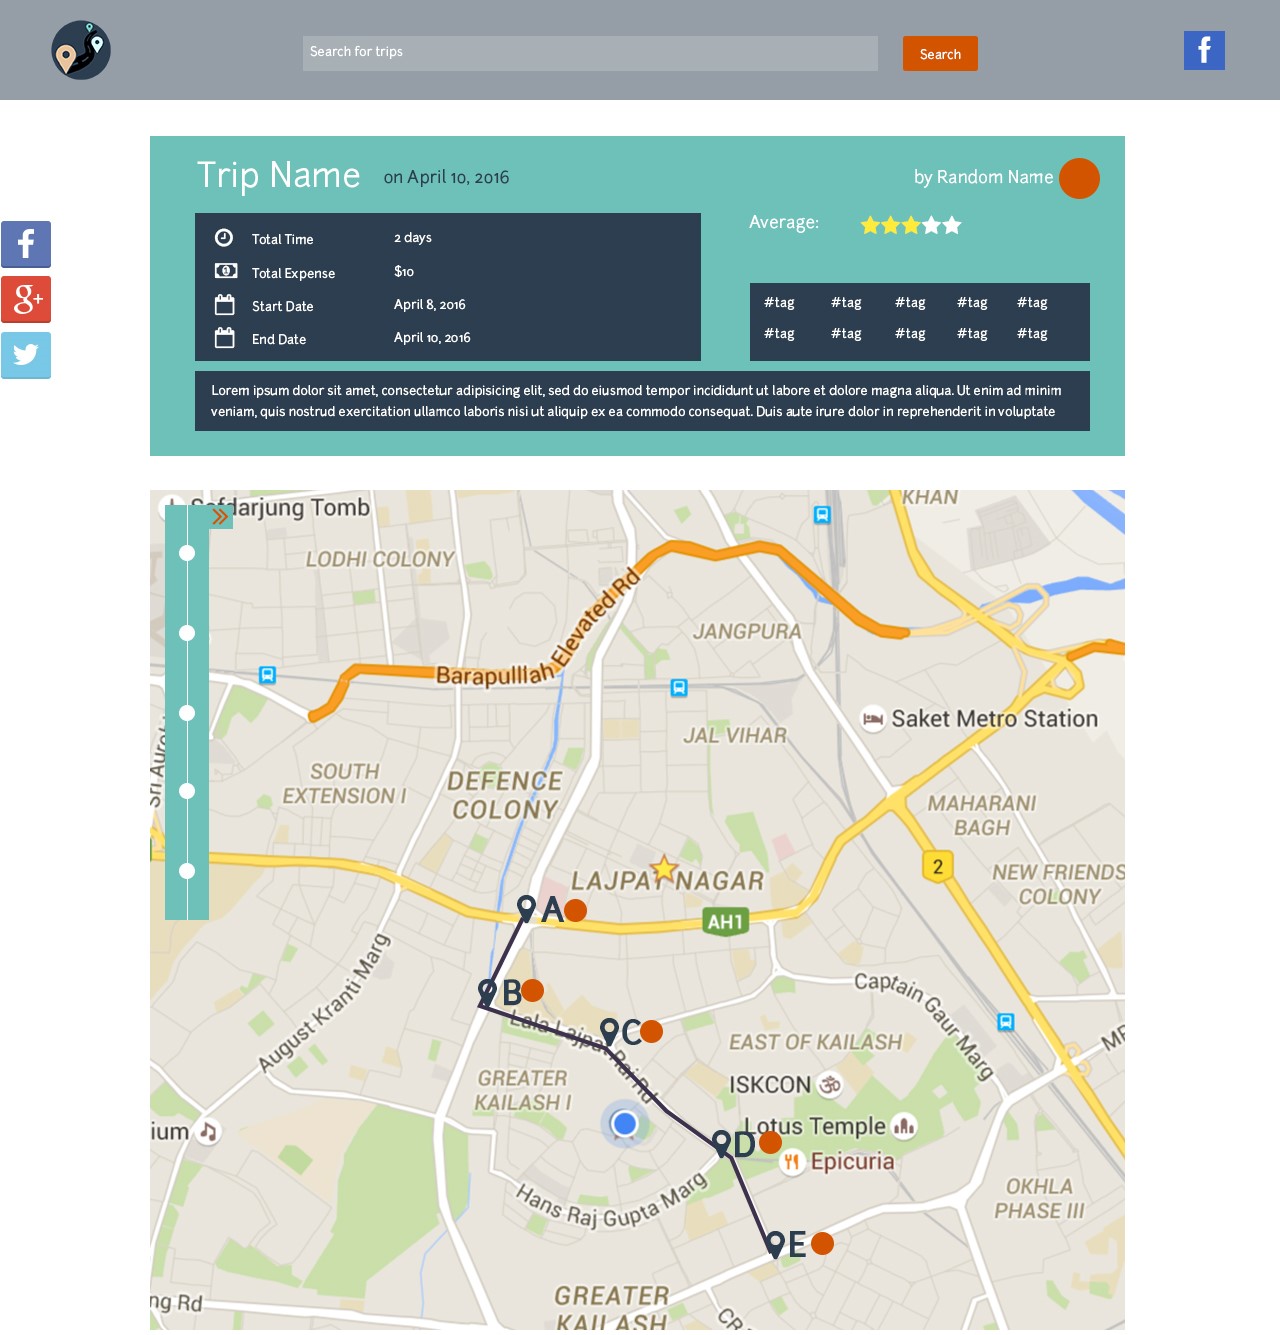 Search for trips
Search
Trip Name on April 10, 2016
by Random Name
Average:
Total Time 2 days
Total Expense $10
Start Date April 8, 2016
End Date April 10, 2016
#tag #tag #tag #tag #tag
#tag #tag #tag #tag #tag
Lorem ipsum dolor sit amet, consectetur adipisicing elit, sed do eiusmod tempor incididunt ut labore et dolore magna aliqua. Ut enim ad minim
veniam, quis nostrud exercitation ullamco laboris nisi ut aliquip ex ea commodo consequat. Duis aute irure dolor in reprehenderit in voluptate
Safdarjung Tomb
KHAN
LODHI COLONY
Barapulllah Elevated Rd
JANGPURA
Saket Metro Station
JAL VIHAR
SOUTH
EXTENSION I
DEFENCE
COLONY
MAHARANI
BAGH
2
NEW FRIENDS
COLONY
LAJPAT NAGAR
A
AH1
August Kranti Marg
B
Captain Gaur Marg
Lala Lajpat Rai Rd
C
EAST OF KAILASH
GREATER
KAILASH I
ISKCON
ium
D
Lotus Temple
Epicuria
Hans Raj Gupta Marg
OKHLA
PHASE III
E
ng Rd
GREATER
KAILASH